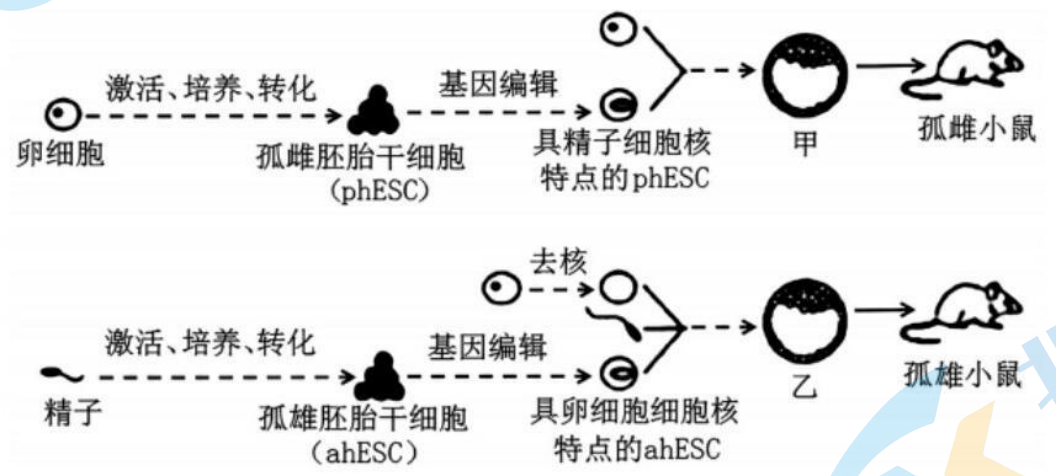 激活、培养、转化
基因编辑
卵细胞
孤雌胚胎干细胞
(phESC)
具精子细胞核
特点的phESC
甲
孤雌小鼠
去核
激活、培养、转化
基因编辑
精子
孤雄胚胎干细胞
(ahESC)
具卵细胞细胞核
特点的ahESC
乙
孤雄小鼠